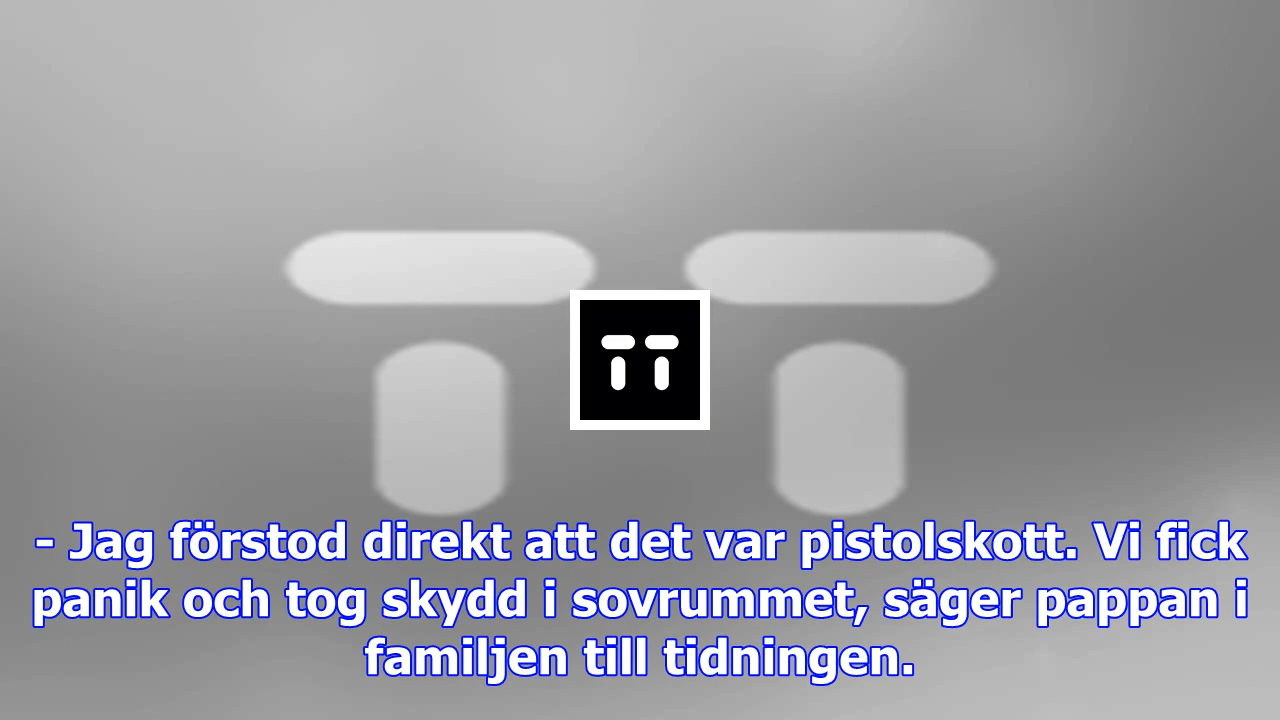 - Jag förstod direkt att det var pistolskott. Vi fick
panik och tog skydd i sovrummet, säger pappan i
familjen till tidningen.